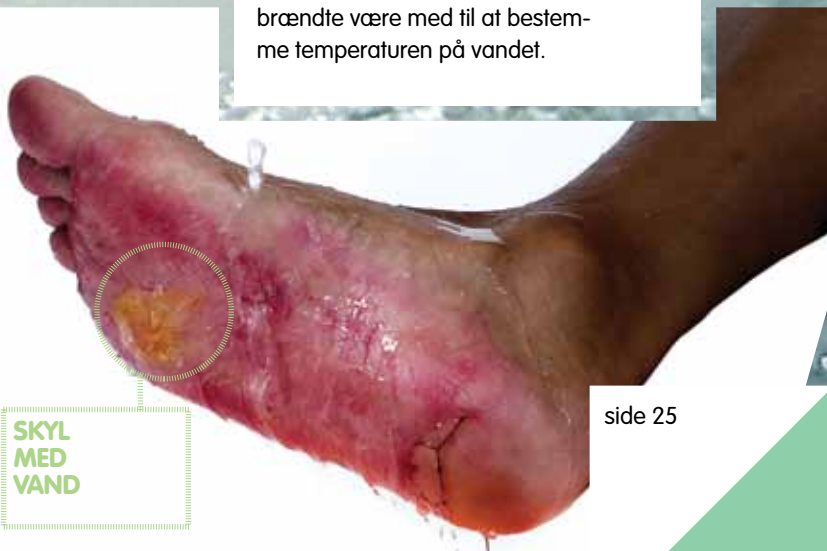 brændte være med til at bestem-
me temperaturen på vandet.
SKYL
MED
VAND
side 25